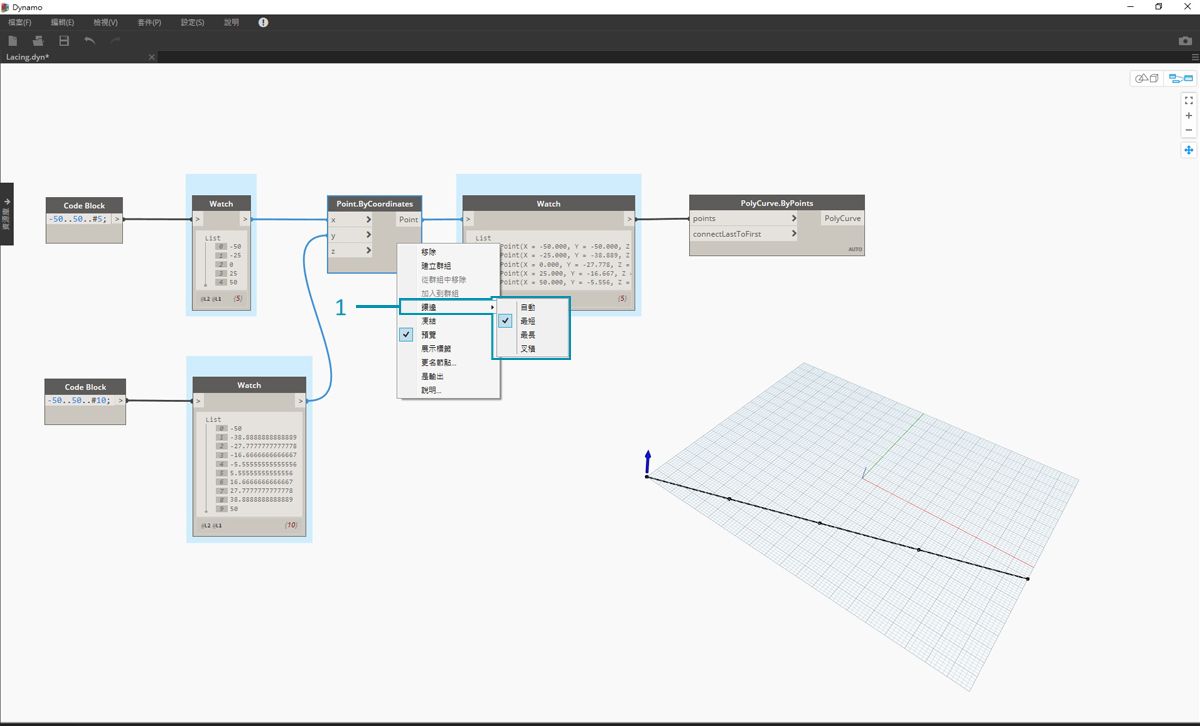 Dynamo
檔案(F) 編輯(E) 檢視(V) 套件(P) 設定(S) 說明
Lacing.dyn*
資源庫
Code Block
-50..50..#5; >
Watch
> >
List
0 -50
1 -25
2 0
3 25
4 50
@L2 @L1 {5}
Point.ByCoordinates
x > Point
y >
z >
Watch
> >
List
Point(X = -50.000, Y = -50.000, Z
Point(X = -25.000, Y = -38.889, Z =
Point(X = 0.000, Y = -27.778, Z =
Point(X = 25.000, Y = -16.667, Z =
Point(X = 50.000, Y = -5.556, Z =
{5}
PolyCurve.ByPoints
points > PolyCurve
connectLastToFirst >
AUTO
移除
建立群組
從群組中移除
加入到群組
1
鑲邊
凍結
預覽
展示標籤
更名節點...
是輸出
說明...
自動
最短
最長
叉積
Code Block
-50..50..#10; >
Watch
> >
List
0 -50
1 -38.8888888888889
2 -27.7777777777778
3 -16.6666666666667
4 -5.55555555555556
5 5.55555555555556
6 16.6666666666667
7 27.7777777777778
8 38.8888888888889
9 50
@L2 @L1 {10}